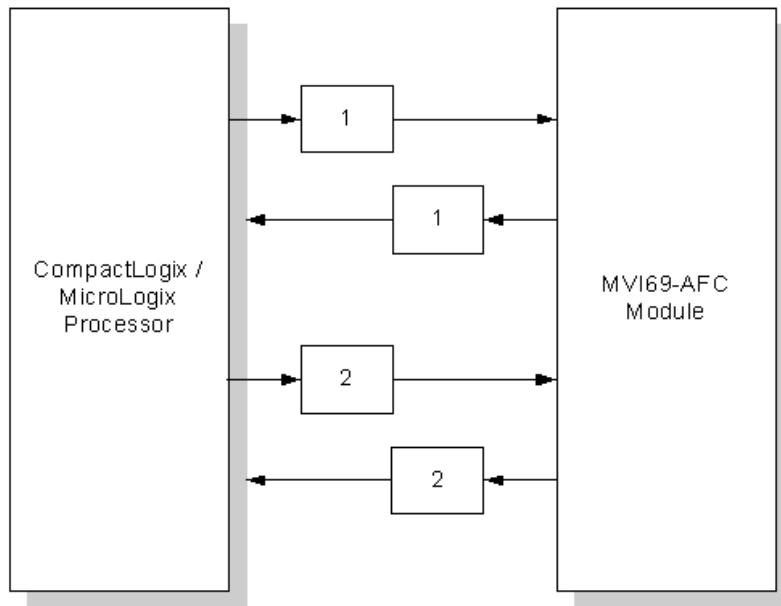 1
1
CompactLogix /
MicroLogix
Processor
MVI69-AFC
Module
2
2